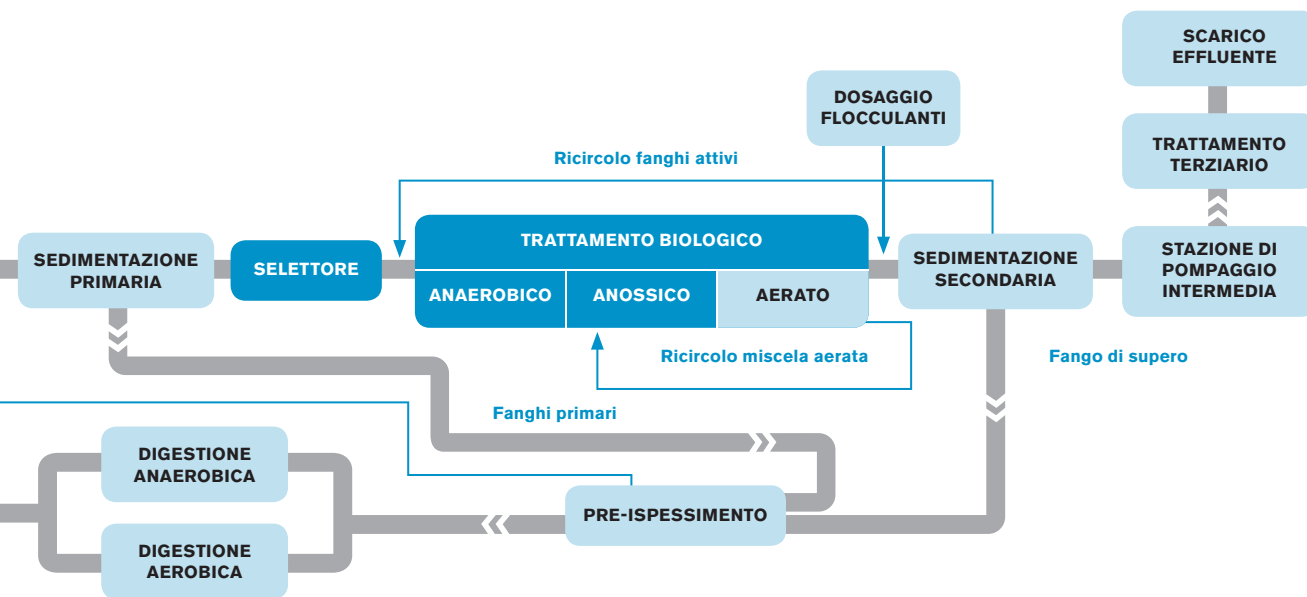 SCARICO
EFFLUENTE
DOSAGGIO
FLOCCULANTI
TRATTAMENTO
TERZIARIO
Ricircolo fanghi attivi
SEDIMENTAZIONE
PRIMARIA
SELETTORE
TRATTAMENTO BIOLOGICO
ANAEROBICO
ANOSSICO
AERATO
SEDIMENTAZIONE
SECONDARIA
STAZIONE DI
POMPAGGIO
INTERMEDIA
Ricircolo miscela aerata
Fango di supero
Fanghi primari
DIGESTIONE
ANAEROBICA
PRE-ISPESSIMENTO
DIGESTIONE
AEROBICA